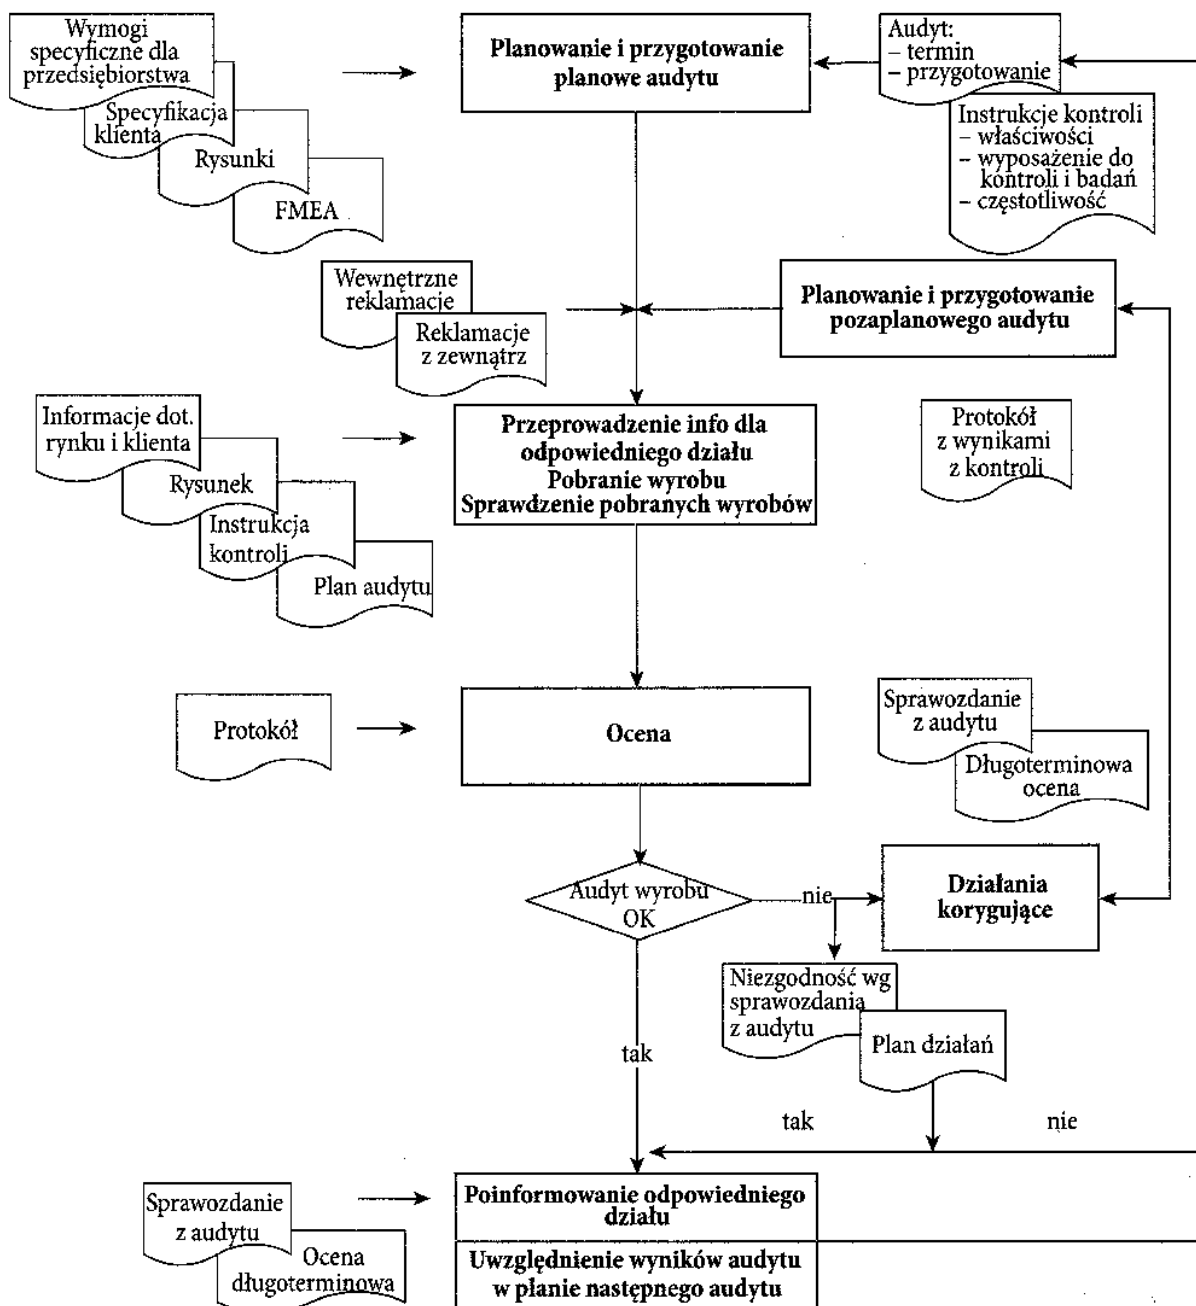 Wymogi
specyficzne dla
przedsiębiorstwa
Specyfikacja
klienta
Rysunki
FMEA
Planowanie i przygotowanie
planowe audytu
Audyt:
– termin
– przygotowanie
Instrukcje kontroli
– właściwości
– wyposażenie do
kontroli i badań
– częstotliwość
Wewnętrzne
reklamacje
Reklamacje
z zewnątrz
Planowanie i przygotowanie
pozaplanowego audytu
Informacje dot.
rynku i klienta
Rysunek
Instrukcja
kontroli
Plan audytu
Przeprowadzenie info dla
odpowiedniego działu
Pobranie wyrobu
Sprawdzenie pobranych wyrobów
Protokół
z wynikami
z kontroli
Protokół
Ocena
Sprawozdanie
z audytu
Długoterminowa
ocena
Audyt wyrobu
OK
nie
Działania
korygujące
Niezgodność wg
sprawozdania
z audytu
Plan działań
tak
tak
nie
Sprawozdanie
z audytu
Ocena
długoterminowa
Poinformowanie odpowiedniego
działu
Uwzględnienie wyników audytu
w planie następnego audytu